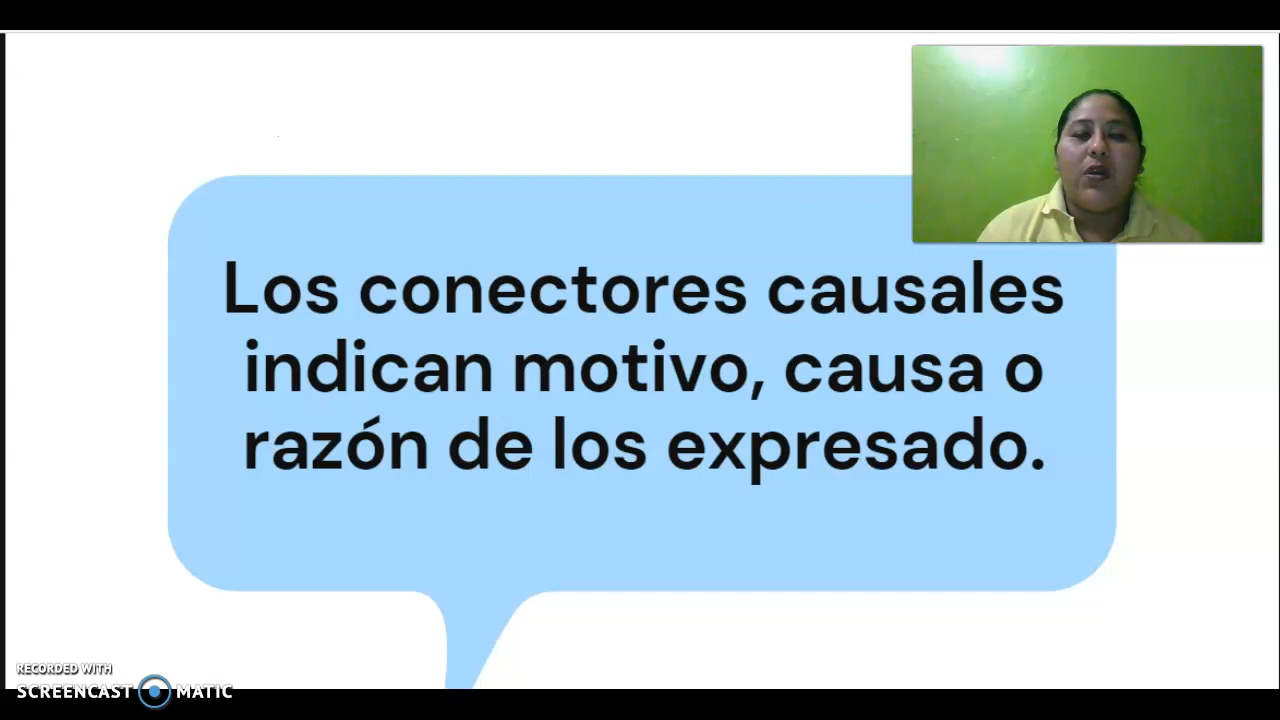 Los conectores causales
indican motivo, causa o
razón de los expresado.
RECORDED WITH
SCREENCAST MATIC